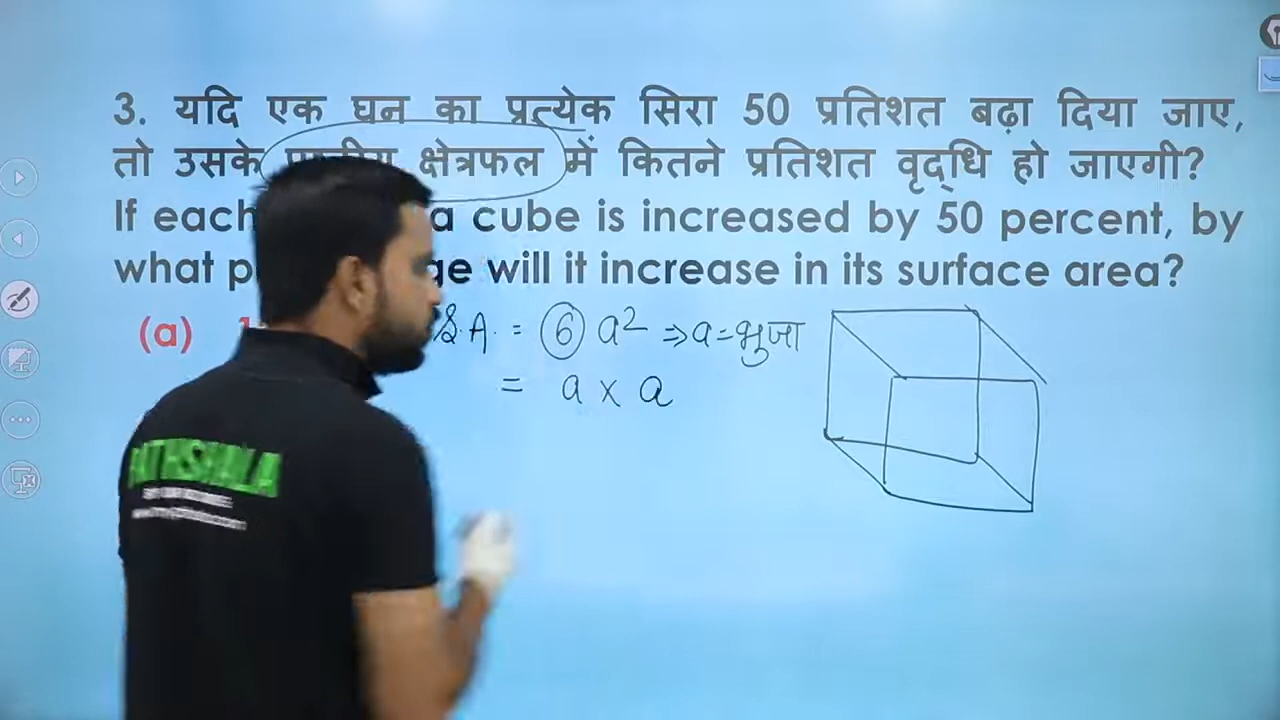 3. यदि एक घन का प्रत्येक सिरा 50 प्रतिशत बढ़ा दिया जाए,
तो उसके क्षेत्रफल में कितने प्रतिशत वृद्धि हो जाएगी?
If each a cube is increased by 50 percent, by
what will it increase in its surface area?
(a)
S.A. = 6 a² ⇒ a = भुजा
= a × a